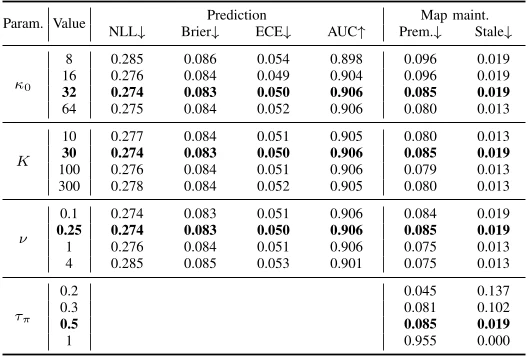 Param. Value Prediction Map maint.
NLL↓ Brier↓ ECE↓ AUC↑ Prem.↓ Stale↓
κ₀
8 0.285 0.086 0.054 0.898 0.096 0.019
16 0.276 0.084 0.049 0.904 0.096 0.019
32 0.274 0.083 0.050 0.906 0.085 0.019
64 0.275 0.084 0.052 0.906 0.080 0.013
K
10 0.277 0.084 0.051 0.905 0.080 0.013
30 0.274 0.083 0.050 0.906 0.085 0.019
100 0.276 0.084 0.051 0.906 0.079 0.013
300 0.278 0.084 0.052 0.905 0.080 0.013
ν
0.1 0.274 0.083 0.051 0.906 0.084 0.019
0.25 0.274 0.083 0.050 0.906 0.085 0.019
1 0.276 0.084 0.051 0.906 0.075 0.013
4 0.285 0.085 0.053 0.901 0.075 0.013
τπ
0.2 0.045 0.137
0.3 0.081 0.102
0.5 0.085 0.019
1 0.955 0.000